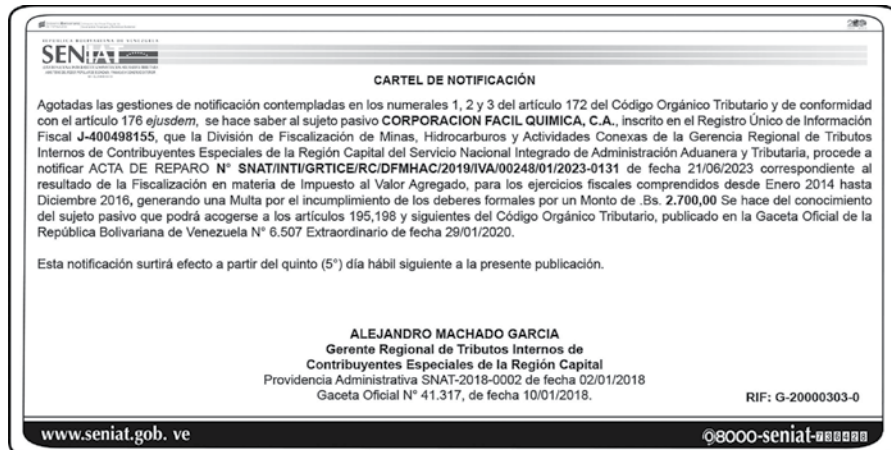 REPÚBLICA BOLIVARIANA DE VENEZUELA
SENIAT
CARTEL DE NOTIFICACIÓN
Agotadas las gestiones de notificación contempladas en los numerales 1, 2 y 3 del artículo 172 del Código Orgánico Tributario y de conformidad
con el artículo 176 ejusdem, se hace saber al sujeto pasivo CORPORACION FACIL QUIMICA, C.A., inscrito en el Registro Único de Información
Fiscal J-400498155, que la División de Fiscalización de Minas, Hidrocarburos y Actividades Conexas de la Gerencia Regional de Tributos
Internos de Contribuyentes Especiales de la Región Capital del Servicio Nacional Integrado de Administración Aduanera y Tributaria, procede a
notificar ACTA DE REPARO N° SNAT/INTI/GRTICE/RC/DFMHAC/2019/IVA/00248/01/2023-0131 de fecha 21/06/2023 correspondiente al
resultado de la Fiscalización en materia de Impuesto al Valor Agregado, para los ejercicios fiscales comprendidos desde Enero 2014 hasta
Diciembre 2016, generando una Multa por el incumplimiento de los deberes formales por un Monto de .Bs. 2.700,00 Se hace del conocimiento
del sujeto pasivo que podrá acogerse a los artículos 195,198 y siguientes del Código Orgánico Tributario, publicado en la Gaceta Oficial de la
República Bolivariana de Venezuela N° 6.507 Extraordinario de fecha 29/01/2020.
Esta notificación surtirá efecto a partir del quinto (5°) día hábil siguiente a la presente publicación.
ALEJANDRO MACHADO GARCIA
Gerente Regional de Tributos Internos de
Contribuyentes Especiales de la Región Capital
Providencia Administrativa SNAT-2018-0002 de fecha 02/01/2018
Gaceta Oficial N° 41.317, de fecha 10/01/2018.
RIF: G-20000303-0
www.seniat.gob. ve
08000-seniat-736428